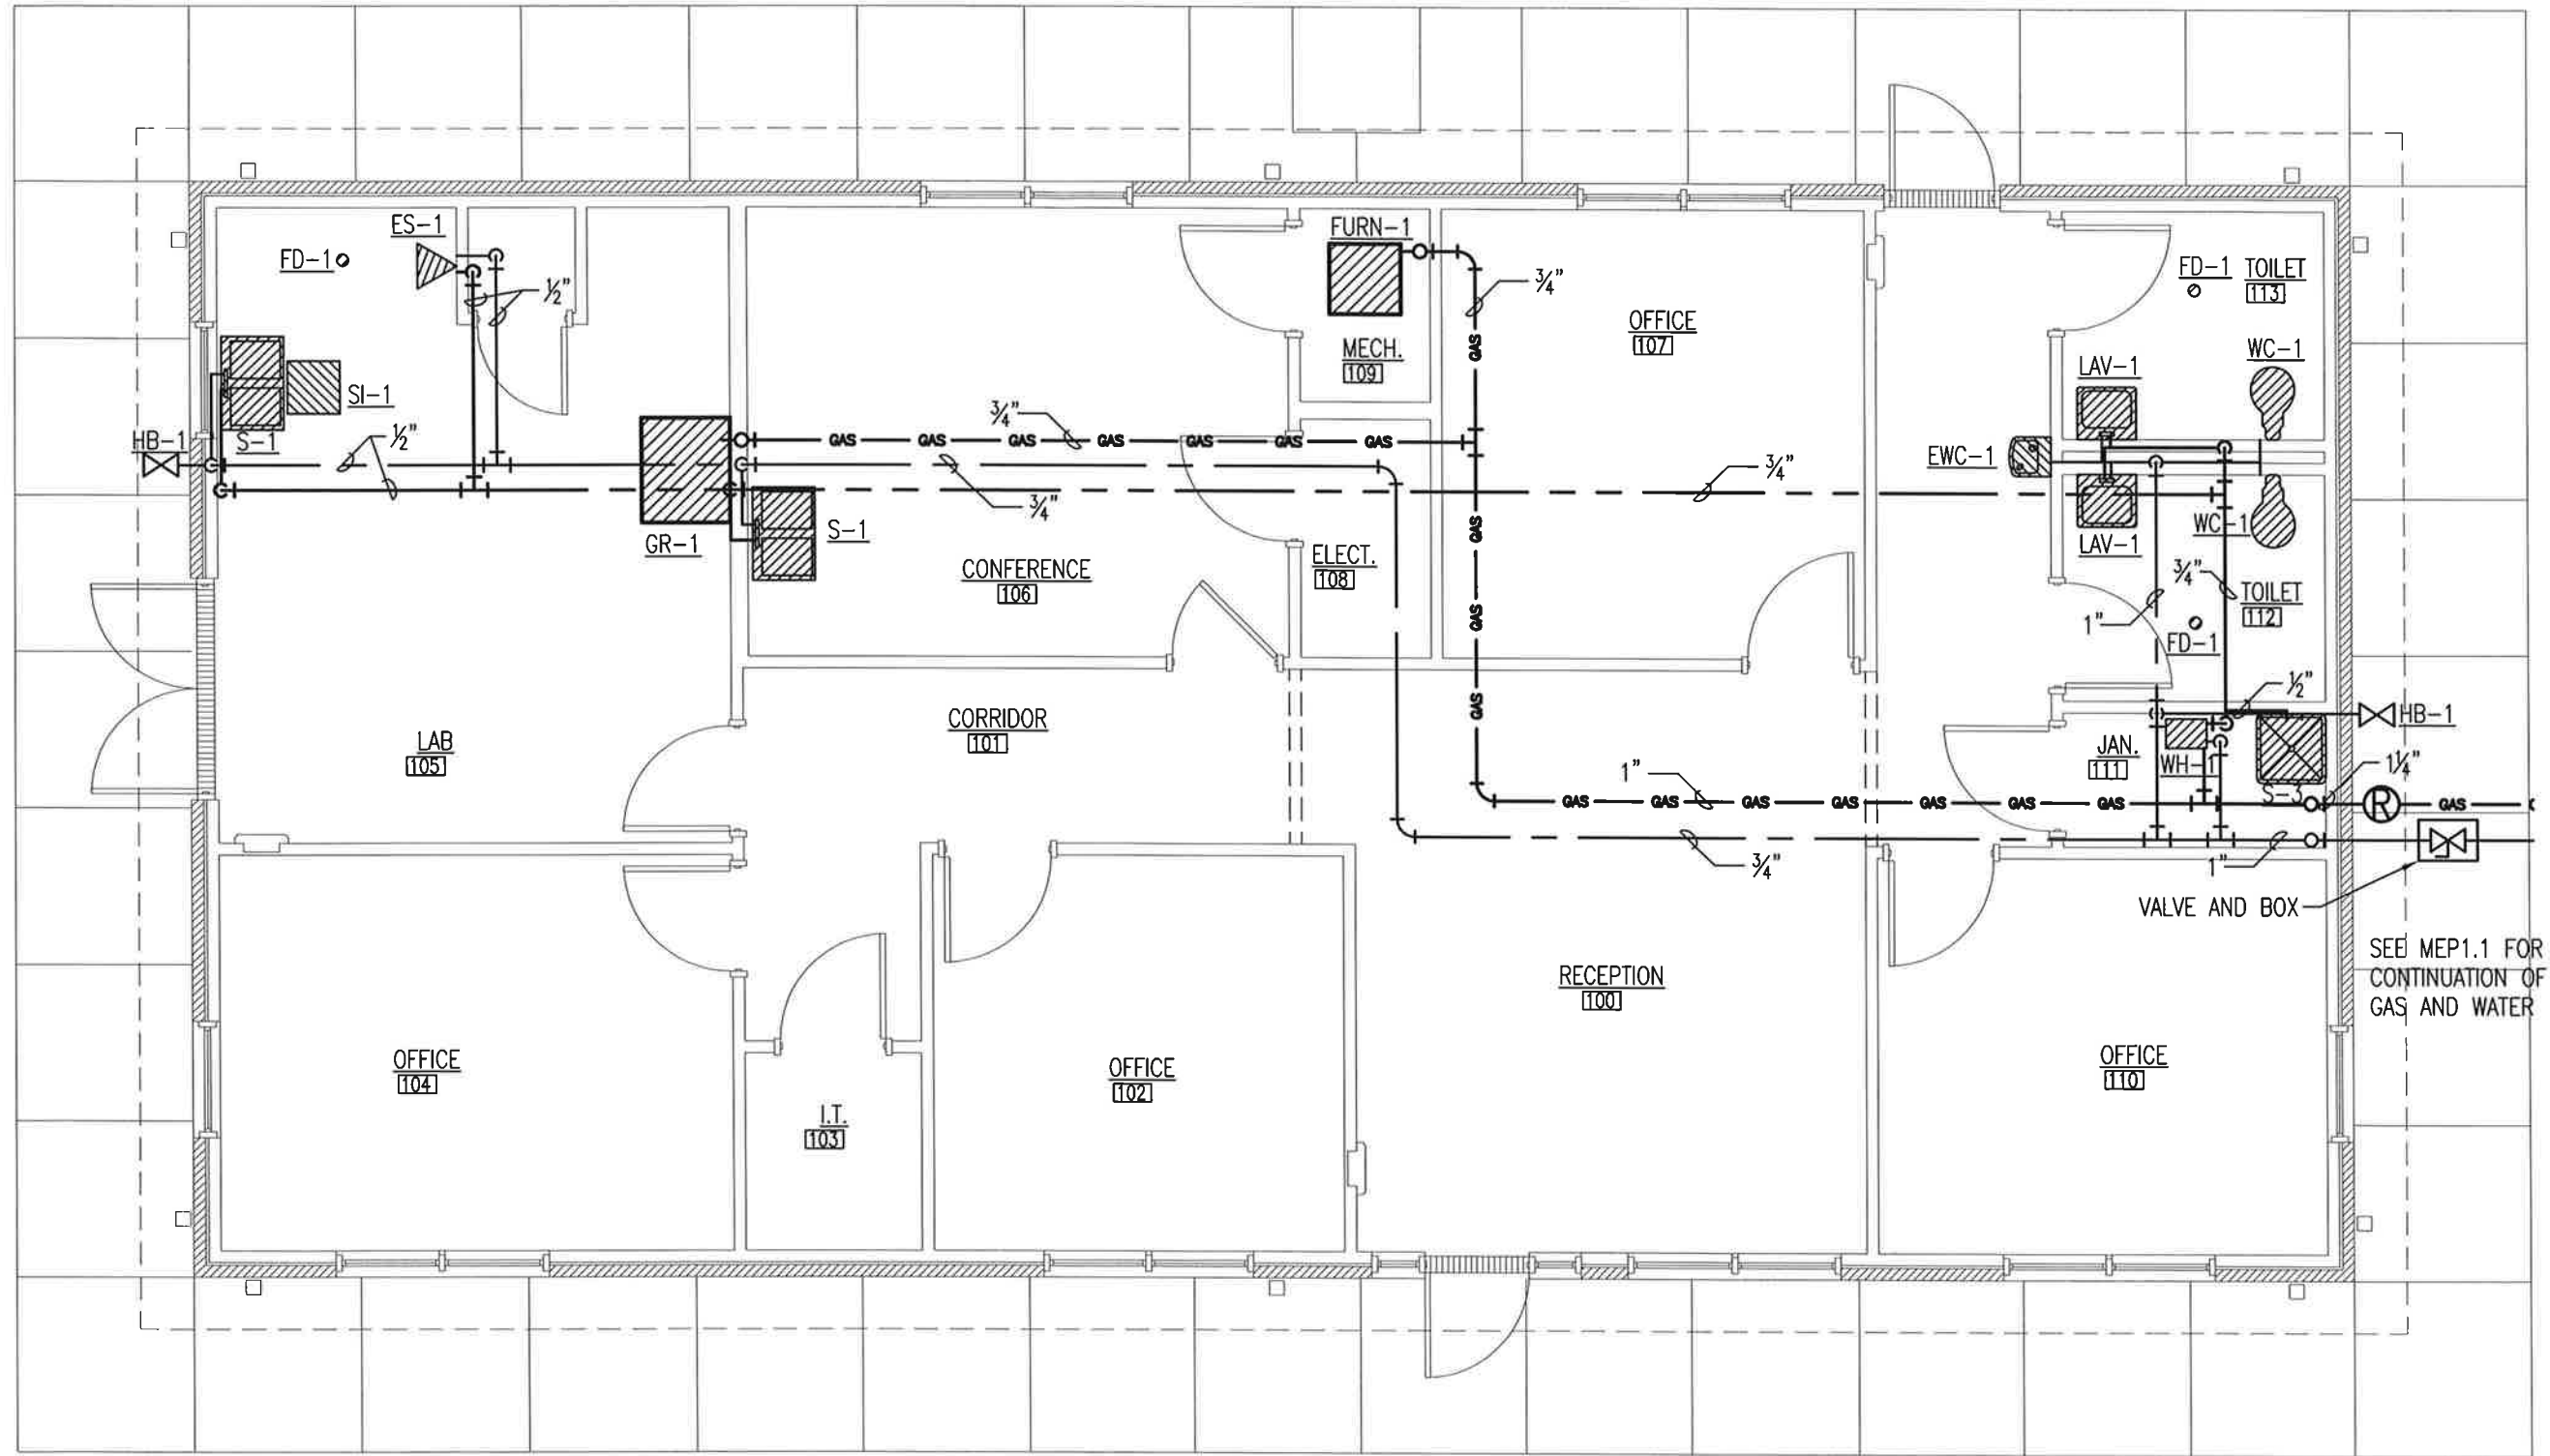 ES-1
FD-1
½"
FURN-1
¾"
FD-1
TOILET
113
OFFICE
107
MECH.
109
WC-1
LAV-1
SI-1
HB-1
S-1
½"
¾"
GAS
GAS
GAS
GAS
GAS
GAS
GAS
GAS
EWC-1
¾"
¾"
GR-1
S-1
GAS
WC-1
LAV-1
ELECT.
108
CONFERENCE
106
¾"
TOILET
112
1"
FD-1
GAS
GAS
½"
CORRIDOR
101
HB-1
LAB
105
JAN.
111
WH-1
1"
1¼"
S-3
GAS
GAS
GAS
GAS
GAS
GAS
GAS
R
GAS
¾"
1"
VALVE AND BOX
SEE MEP1.1 FOR
CONTINUATION OF
GAS AND WATER
RECEPTION
100
OFFICE
104
OFFICE
102
OFFICE
110
I.T.
103